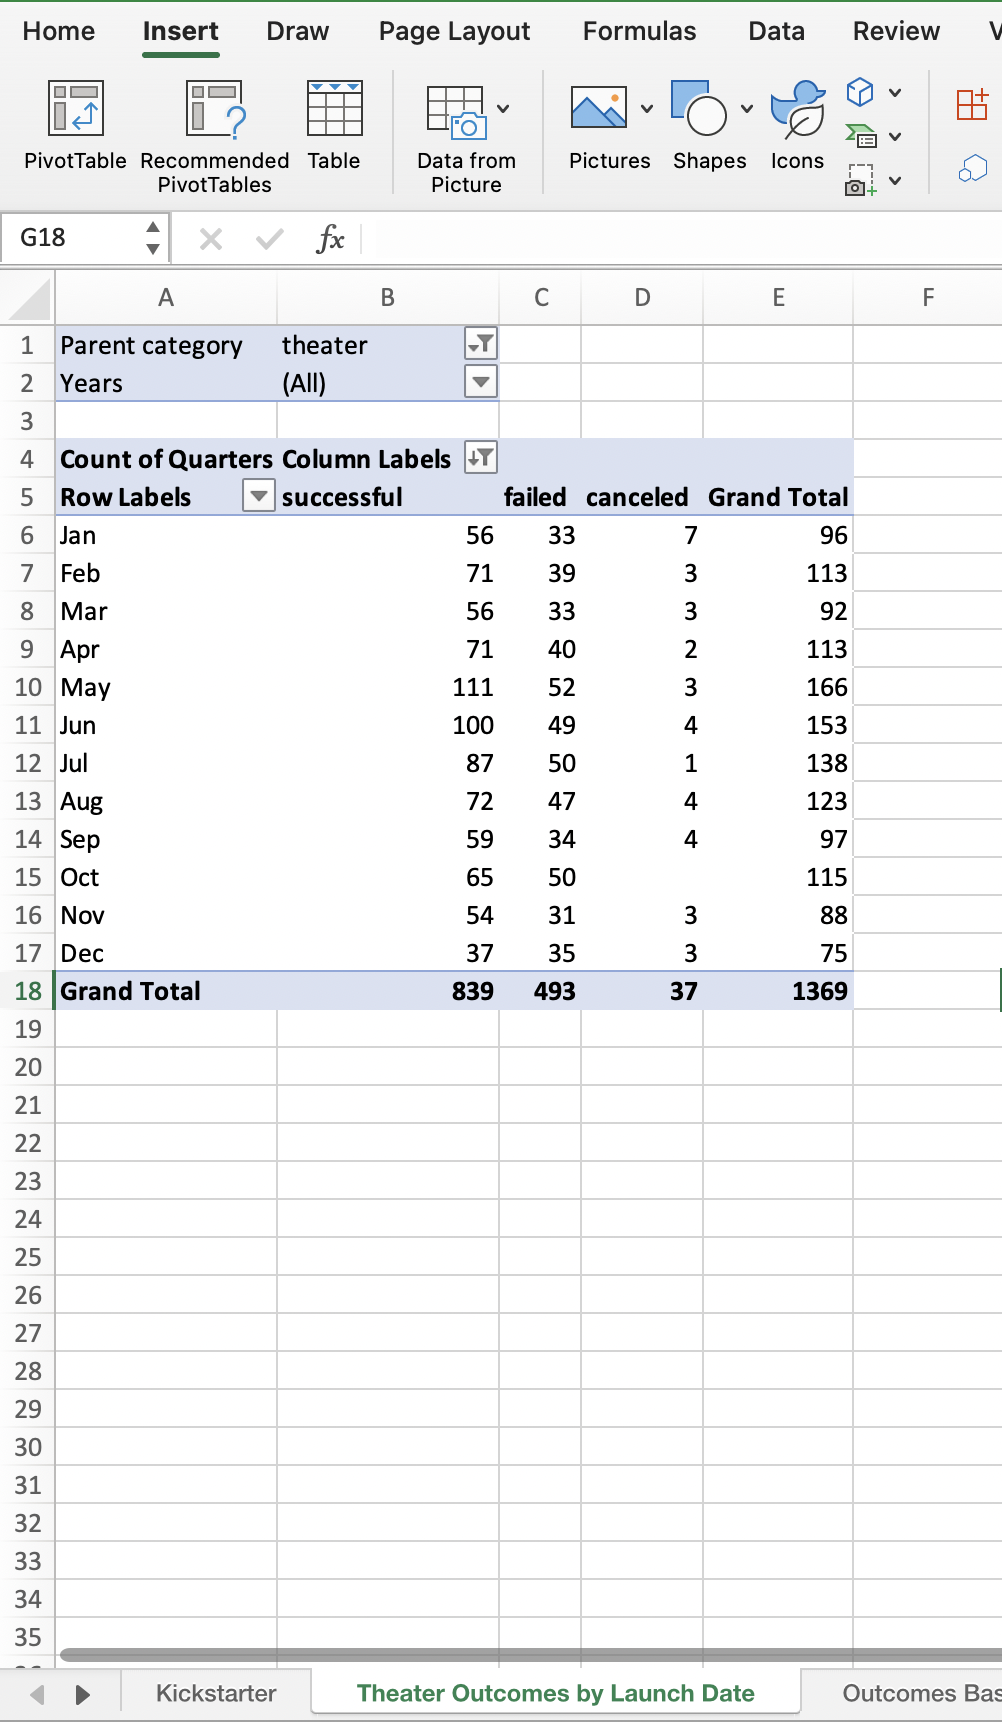 Home Insert Draw Page Layout Formulas Data Review
PivotTable Recommended PivotTables Table Data from Picture Pictures Shapes Icons
G18 fx
A B C D E F
1 Parent category theater
2 Years (All)
3
4 Count of Quarters Column Labels
5 Row Labels successful failed canceled Grand Total
6 Jan 56 33 7 96
7 Feb 71 39 3 113
8 Mar 56 33 3 92
9 Apr 71 40 2 113
10 May 111 52 3 166
11 Jun 100 49 4 153
12 Jul 87 50 1 138
13 Aug 72 47 4 123
14 Sep 59 34 4 97
15 Oct 65 50 115
16 Nov 54 31 3 88
17 Dec 37 35 3 75
18 Grand Total 839 493 37 1369
19
20
21
22
23
24
25
26
27
28
29
30
31
32
33
34
35
Kickstarter Theater Outcomes by Launch Date Outcomes Bas